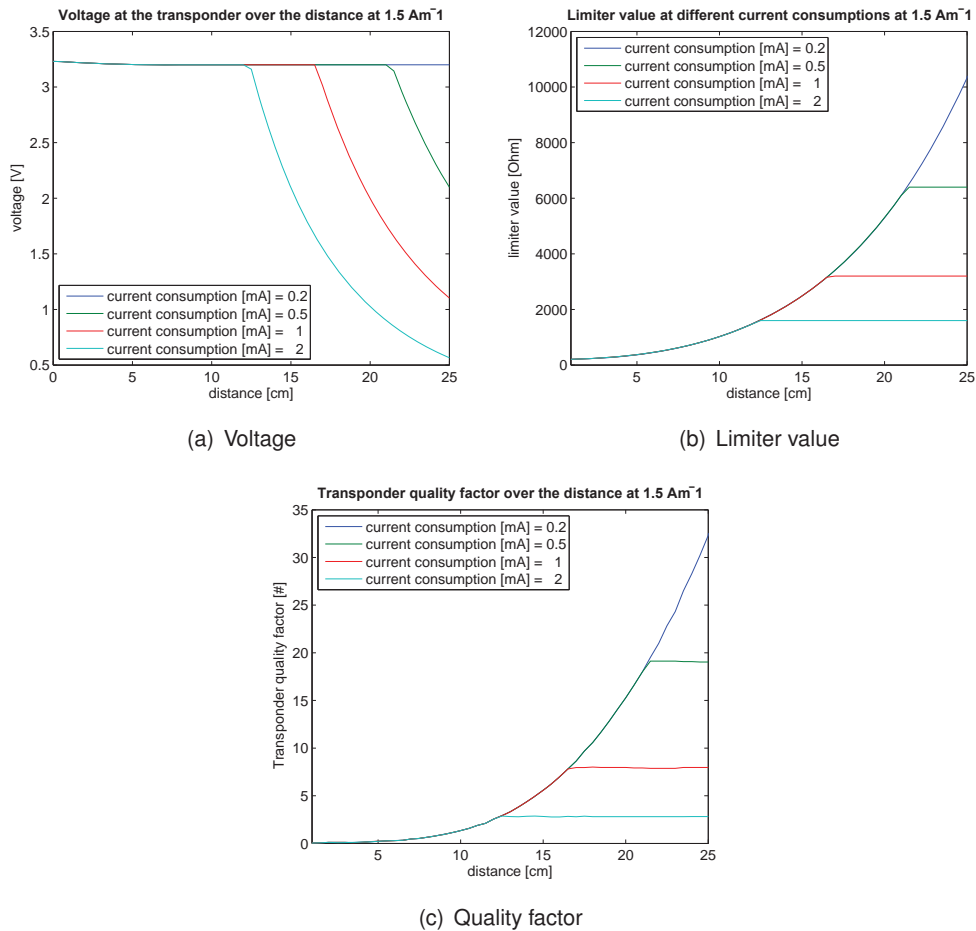 Voltage at the transponder over the distance at 1.5 Am⁻1
3.5
3
2.5
2
1.5
1
0.5
voltage [V]
current consumption [mA] = 0.2
current consumption [mA] = 0.5
current consumption [mA] = 1
current consumption [mA] = 2
0 5 10 15 20 25
distance [cm]
(a) Voltage
Limiter value at different current consumptions at 1.5 Am⁻1
12000
10000
8000
6000
4000
2000
0
limiter value [Ohm]
current consumption [mA] = 0.2
current consumption [mA] = 0.5
current consumption [mA] = 1
current consumption [mA] = 2
5 10 15 20 25
distance [cm]
(b) Limiter value
Transponder quality factor over the distance at 1.5 Am⁻1
35
30
25
20
15
10
5
0
Transponder quality factor [#]
current consumption [mA] = 0.2
current consumption [mA] = 0.5
current consumption [mA] = 1
current consumption [mA] = 2
5 10 15 20 25
distance [cm]
(c) Quality factor